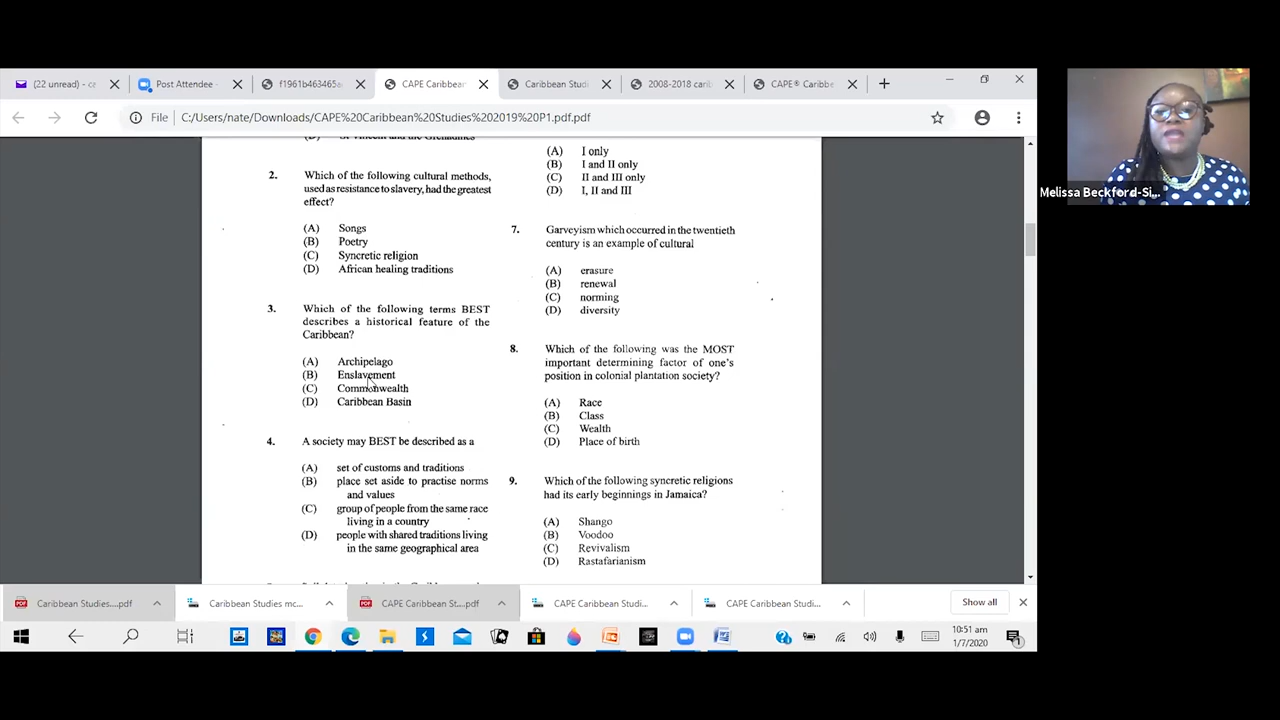 (22 unread) - ca
Post Attendee -
f1961b463465a
CAPE Caribbean
Caribbean Studi
2008-2018 carib
CAPE® Caribbe
File
C:/Users/nate/Downloads/CAPE%20Caribbean%20Studies%202019%20P1.pdf.pdf
(D) St Vincent and the Grenadines
2. Which of the following cultural methods,
used as resistance to slavery, had the greatest
effect?
(A) Songs
(B) Poetry
(C) Syncretic religion
(D) African healing traditions
3. Which of the following terms BEST
describes a historical feature of the
Caribbean?
(A) Archipelago
(B) Enslavement
(C) Commonwealth
(D) Caribbean Basin
4. A society may BEST be described as a
(A) set of customs and traditions
(B) place set aside to practise norms
and values
(C) group of people from the same race
living in a country
(D) people with shared traditions living
in the same geographical area
(A) I only
(B) I and II only
(C) II and III only
(D) I, II and III
7. Garveyism which occurred in the twentieth
century is an example of cultural
(A) erasure
(B) renewal
(C) norming
(D) diversity
8. Which of the following was the MOST
important determining factor of one's
position in colonial plantation society?
(A) Race
(B) Class
(C) Wealth
(D) Place of birth
9. Which of the following syncretic religions
had its early beginnings in Jamaica?
(A) Shango
(B) Voodoo
(C) Revivalism
(D) Rastafarianism
Melissa Beckford-Si...
Caribbean Studies....pdf
Caribbean Studies mc...
CAPE Caribbean St....pdf
CAPE Caribbean Studi...
CAPE Caribbean Studi...
Show all
10:51 am
1/7/2020